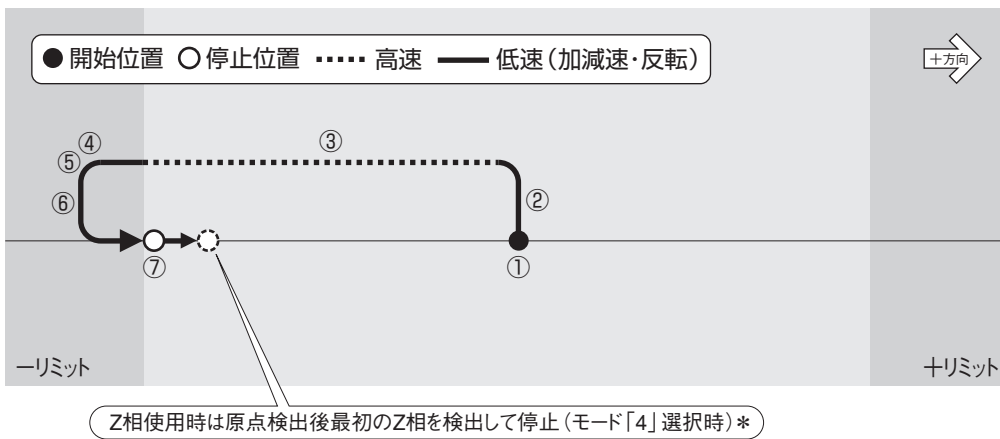 ●開始位置 ○停止位置 ・・・・・ 高速 ━━ 低速（加減速・反転）
＋方向
④
③
⑤
⑥
②
⑦
①
－リミット
＋リミット
Z相使用時は原点検出後最初のZ相を検出して停止（モード「4」選択時）＊